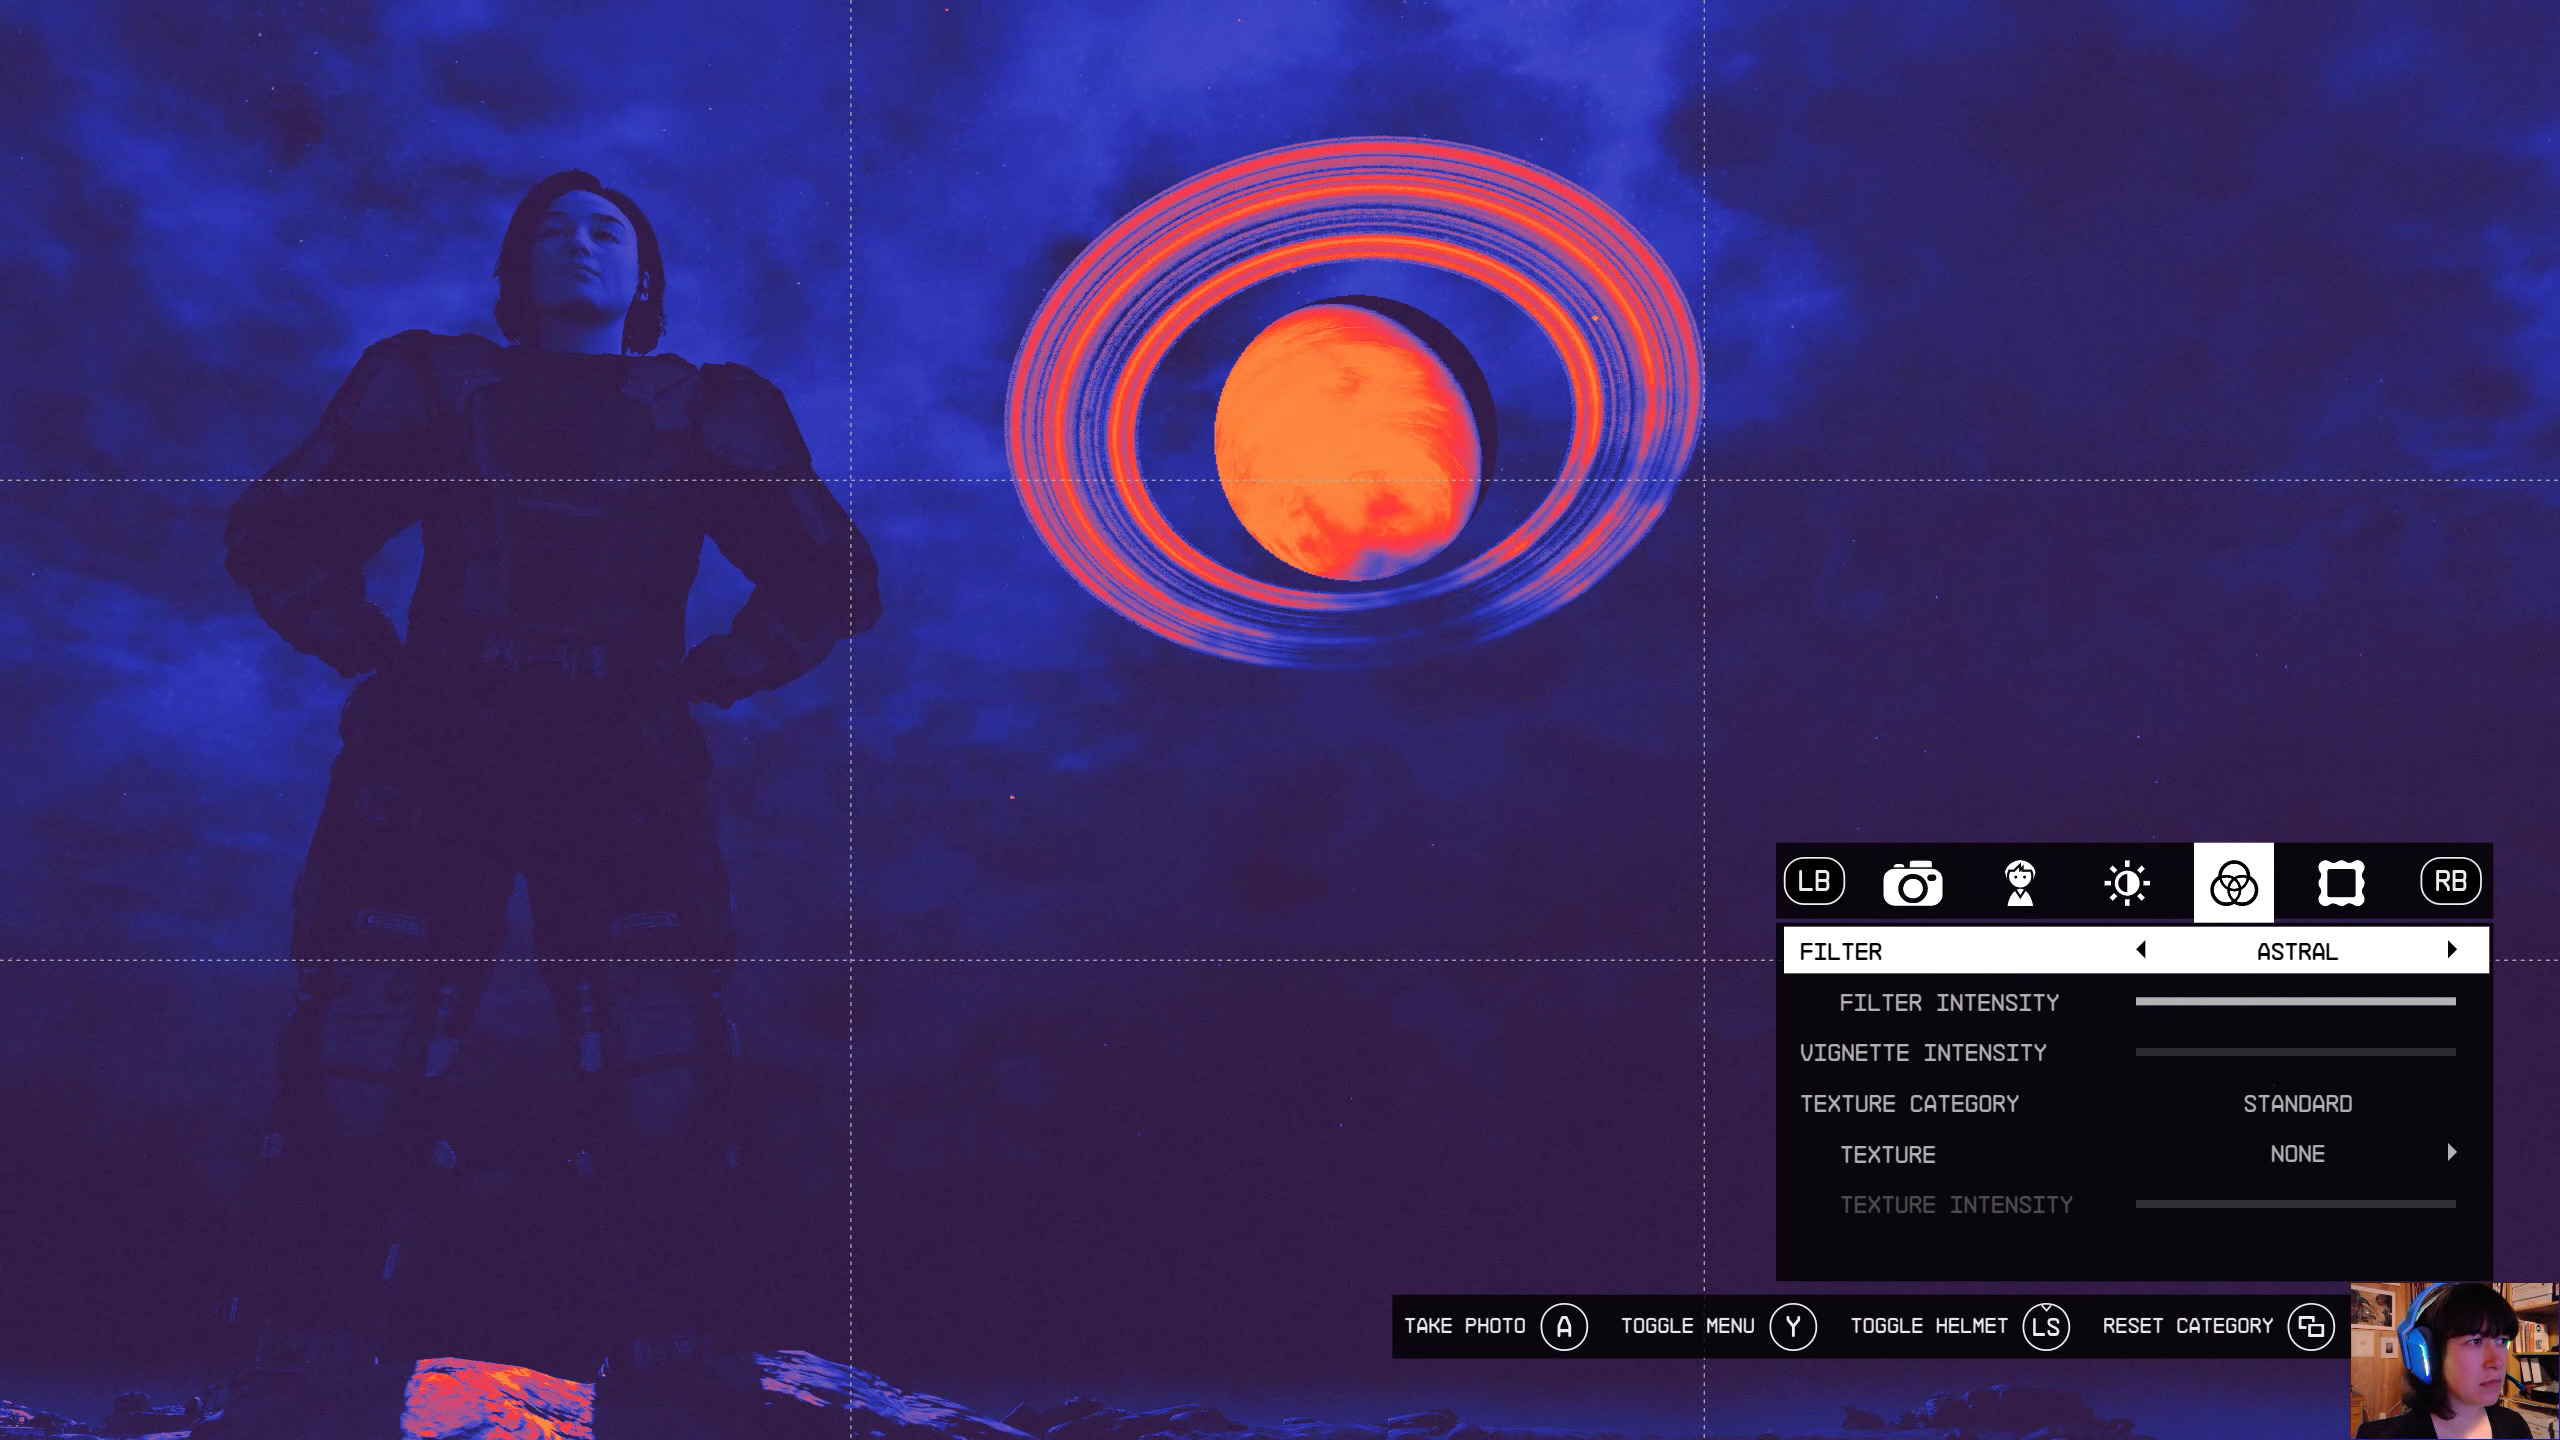 LB
RB
FILTER ASTRAL
FILTER INTENSITY
VIGNETTE INTENSITY
TEXTURE CATEGORY STANDARD
TEXTURE NONE
TEXTURE INTENSITY
TAKE PHOTO A TOGGLE MENU Y TOGGLE HELMET LS RESET CATEGORY